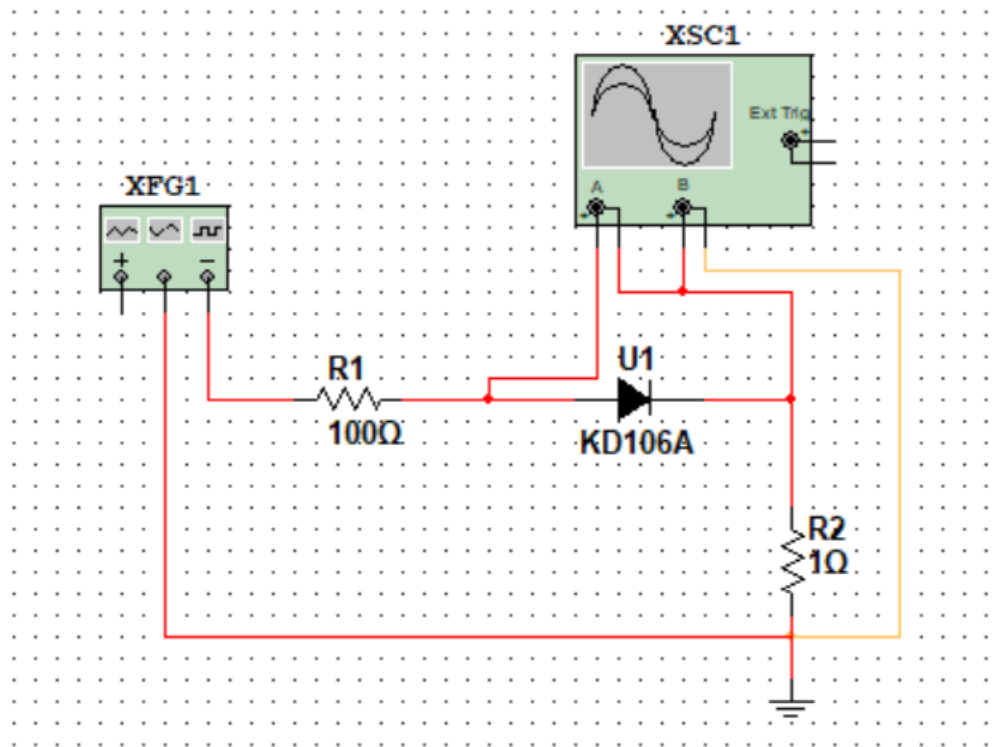 XSC1
Ext Trig
+
A
B
+
+
XFG1
+
−
R1
100Ω
U1
KD106A
R2
1Ω